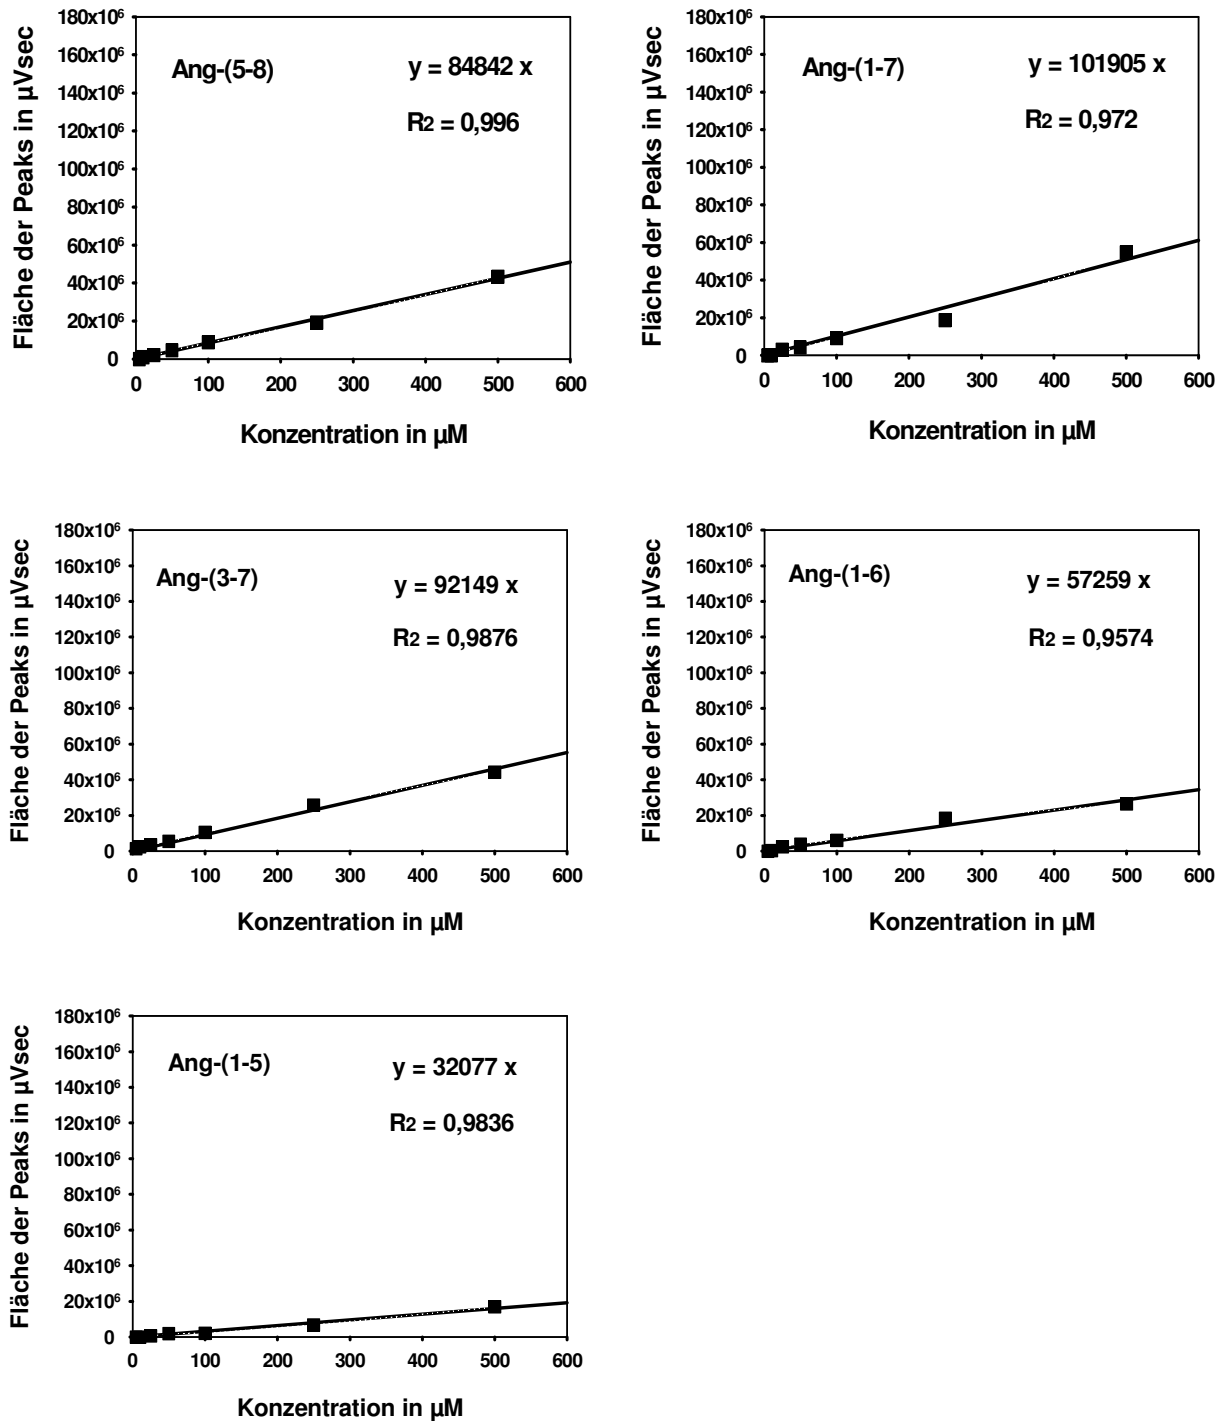 Fläche der Peaks in µVsec
180x10⁶
160x10⁶
140x10⁶
120x10⁶
100x10⁶
80x10⁶
60x10⁶
40x10⁶
20x10⁶
0
Ang-(5-8)
y = 84842 x
R2 = 0,996
0 100 200 300 400 500 600
Konzentration in µM
Fläche der Peaks in µVsec
180x10⁶
160x10⁶
140x10⁶
120x10⁶
100x10⁶
80x10⁶
60x10⁶
40x10⁶
20x10⁶
0
Ang-(1-7)
y = 101905 x
R2 = 0,972
0 100 200 300 400 500 600
Konzentration in µM
Fläche der Peaks in µVsec
180x10⁶
160x10⁶
140x10⁶
120x10⁶
100x10⁶
80x10⁶
60x10⁶
40x10⁶
20x10⁶
0
Ang-(3-7)
y = 92149 x
R2 = 0,9876
0 100 200 300 400 500 600
Konzentration in µM
Fläche der Peaks in µVsec
180x10⁶
160x10⁶
140x10⁶
120x10⁶
100x10⁶
80x10⁶
60x10⁶
40x10⁶
20x10⁶
0
Ang-(1-6)
y = 57259 x
R2 = 0,9574
0 100 200 300 400 500 600
Konzentration in µM
Fläche der Peaks in µVsec
180x10⁶
160x10⁶
140x10⁶
120x10⁶
100x10⁶
80x10⁶
60x10⁶
40x10⁶
20x10⁶
0
Ang-(1-5)
y = 32077 x
R2 = 0,9836
0 100 200 300 400 500 600
Konzentration in µM